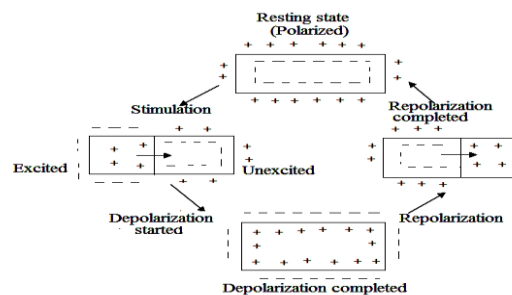 Resting state
(Polarized)
Stimulation
Repolarization
completed
Excited
Unexcited
Depolarization
started
Repolarization
Depolarization completed